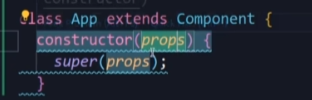 class App extends Component {
constructor(props) {
super(props);
}